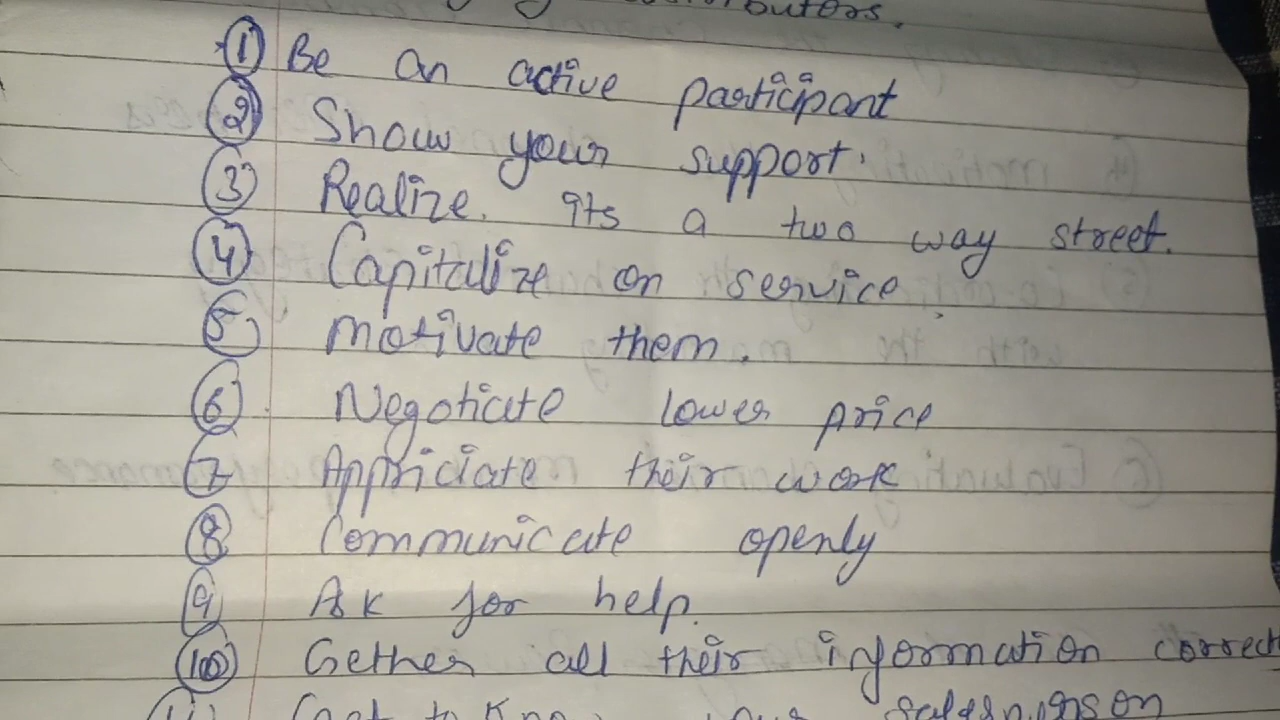 ① Be an active participant
② Show your support.
③ Realize. its a two way street.
④ Capitalize on service
⑤ Motivate them.
⑥ Negoticate lower price
⑦ Appriciate their work
⑧ Communicate openly
⑨ Ask for help.
⑩ Gether all their information correct